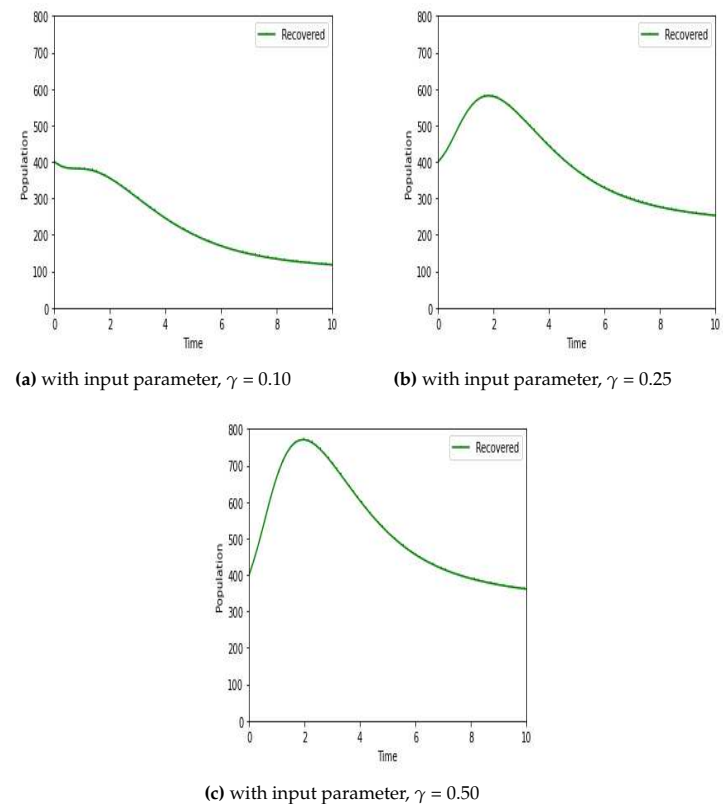 800
700
600
500
400
300
200
100
0
Population
Recovered
0 2 4 6 8 10
Time
(a) with input parameter, γ = 0.10
800
700
600
500
400
300
200
100
0
Population
Recovered
0 2 4 6 8 10
Time
(b) with input parameter, γ = 0.25
800
700
600
500
400
300
200
100
0
Population
Recovered
0 2 4 6 8 10
Time
(c) with input parameter, γ = 0.50